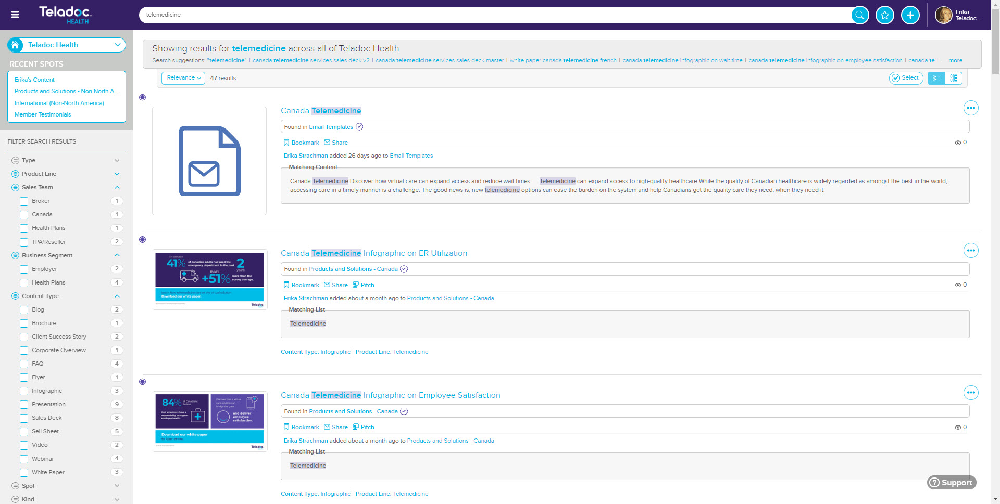 Teladoc
HEALTH
telemedicine
Erika
Teladoc ...
Teladoc Health
RECENT SPOTS
Erika's Content
Products and Solutions - Non North A...
International (Non-North America)
Member Testimonials
FILTER SEARCH RESULTS
Type
Product Line
Sales Team
Broker 1
Canada 1
Health Plans 1
TPA/Reseller 2
Business Segment
Employer 2
Health Plans 4
Content Type
Blog 2
Brochure 1
Client Success Story 2
Corporate Overview 1
FAQ 4
Flyer 1
Infographic 3
Presentation 9
Sales Deck 8
Sell Sheet 5
Video 2
Webinar 4
White Paper 3
Spot
Kind
Showing results for telemedicine across all of Teladoc Health
Search suggestions: "telemedicine" | canada telemedicine services sales deck v2 | canada telemedicine services sales deck master | white paper canada telemedicine french | canada telemedicine infographic on wait time | canada telemedicine infographic on employee satisfaction | canada te... more
Relevance 47 results Select
Canada Telemedicine
Found in Email Templates
Bookmark Share 0
Erika Strachman added 26 days ago to Email Templates
Matching Content
Canada Telemedicine Discover how virtual care can expand access and reduce wait times. Telemedicine can expand access to high-quality healthcare While the quality of Canadian healthcare is widely regarded as amongst the best in the world,
accessing care in a timely manner is a challenge. The good news is, new telemedicine options can ease the burden on the system and help Canadians get the quality care they need, when they need it.
An estimated
41% of Canadian adults had used the
emergency department in the past 2
years
that's
+51% more than the
survey average.
Learn how telemedicine can be the virtual solution.
Download our white paper.
Teladoc
HEALTH
Canada Telemedicine Infographic on ER Utilization
Found in Products and Solutions - Canada
Bookmark Share Pitch 0
Erika Strachman added about a month ago to Products and Solutions - Canada
Matching List
Telemedicine
Content Type: Infographic | Product Line: Telemedicine
84% of Canadians
believe
their employers have a
responsibility to support
employee health.
Discover how a virtual
care solution can
bridge the gaps
and deliver
employee
satisfaction.
Download our white paper
to learn more.
Teladoc
HEALTH
Canada Telemedicine Infographic on Employee Satisfaction
Found in Products and Solutions - Canada
Bookmark Share Pitch 0
Erika Strachman added about a month ago to Products and Solutions - Canada
Matching List
Telemedicine
Content Type: Infographic | Product Line: Telemedicine
Support